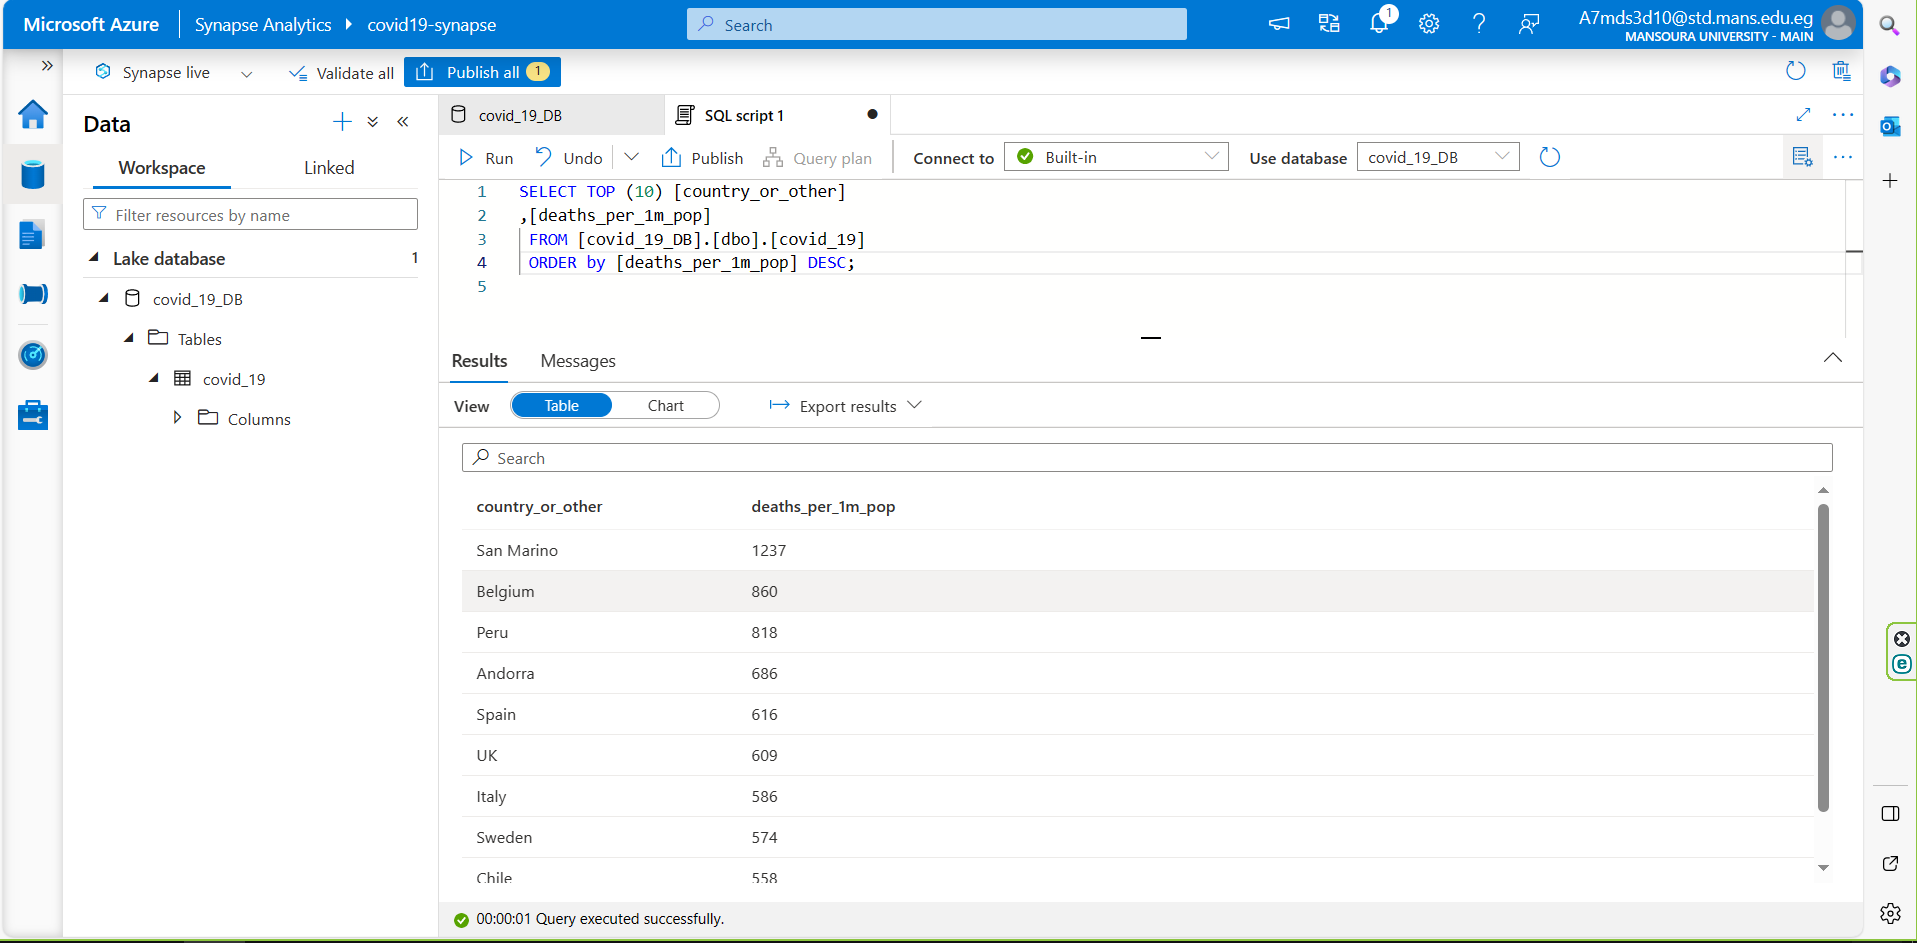 Microsoft Azure
Synapse Analytics
covid19-synapse
Search
1
A7mds3d10@std.mans.edu.eg
MANSOURA UNIVERSITY - MAIN
Synapse live
Validate all
Publish all 1
Data
Workspace
Linked
Filter resources by name
Lake database 1
covid_19_DB
Tables
covid_19
Columns
covid_19_DB
SQL script 1
Run
Undo
Publish
Query plan
Connect to
Built-in
Use database
covid_19_DB
1 SELECT TOP (10) [country_or_other]
2 ,[deaths_per_1m_pop]
3 FROM [covid_19_DB].[dbo].[covid_19]
4 ORDER by [deaths_per_1m_pop] DESC;
5
Results
Messages
View
Table
Chart
Export results
Search
country_or_other deaths_per_1m_pop
San Marino 1237
Belgium 860
Peru 818
Andorra 686
Spain 616
UK 609
Italy 586
Sweden 574
Chile 558
00:00:01 Query executed successfully.